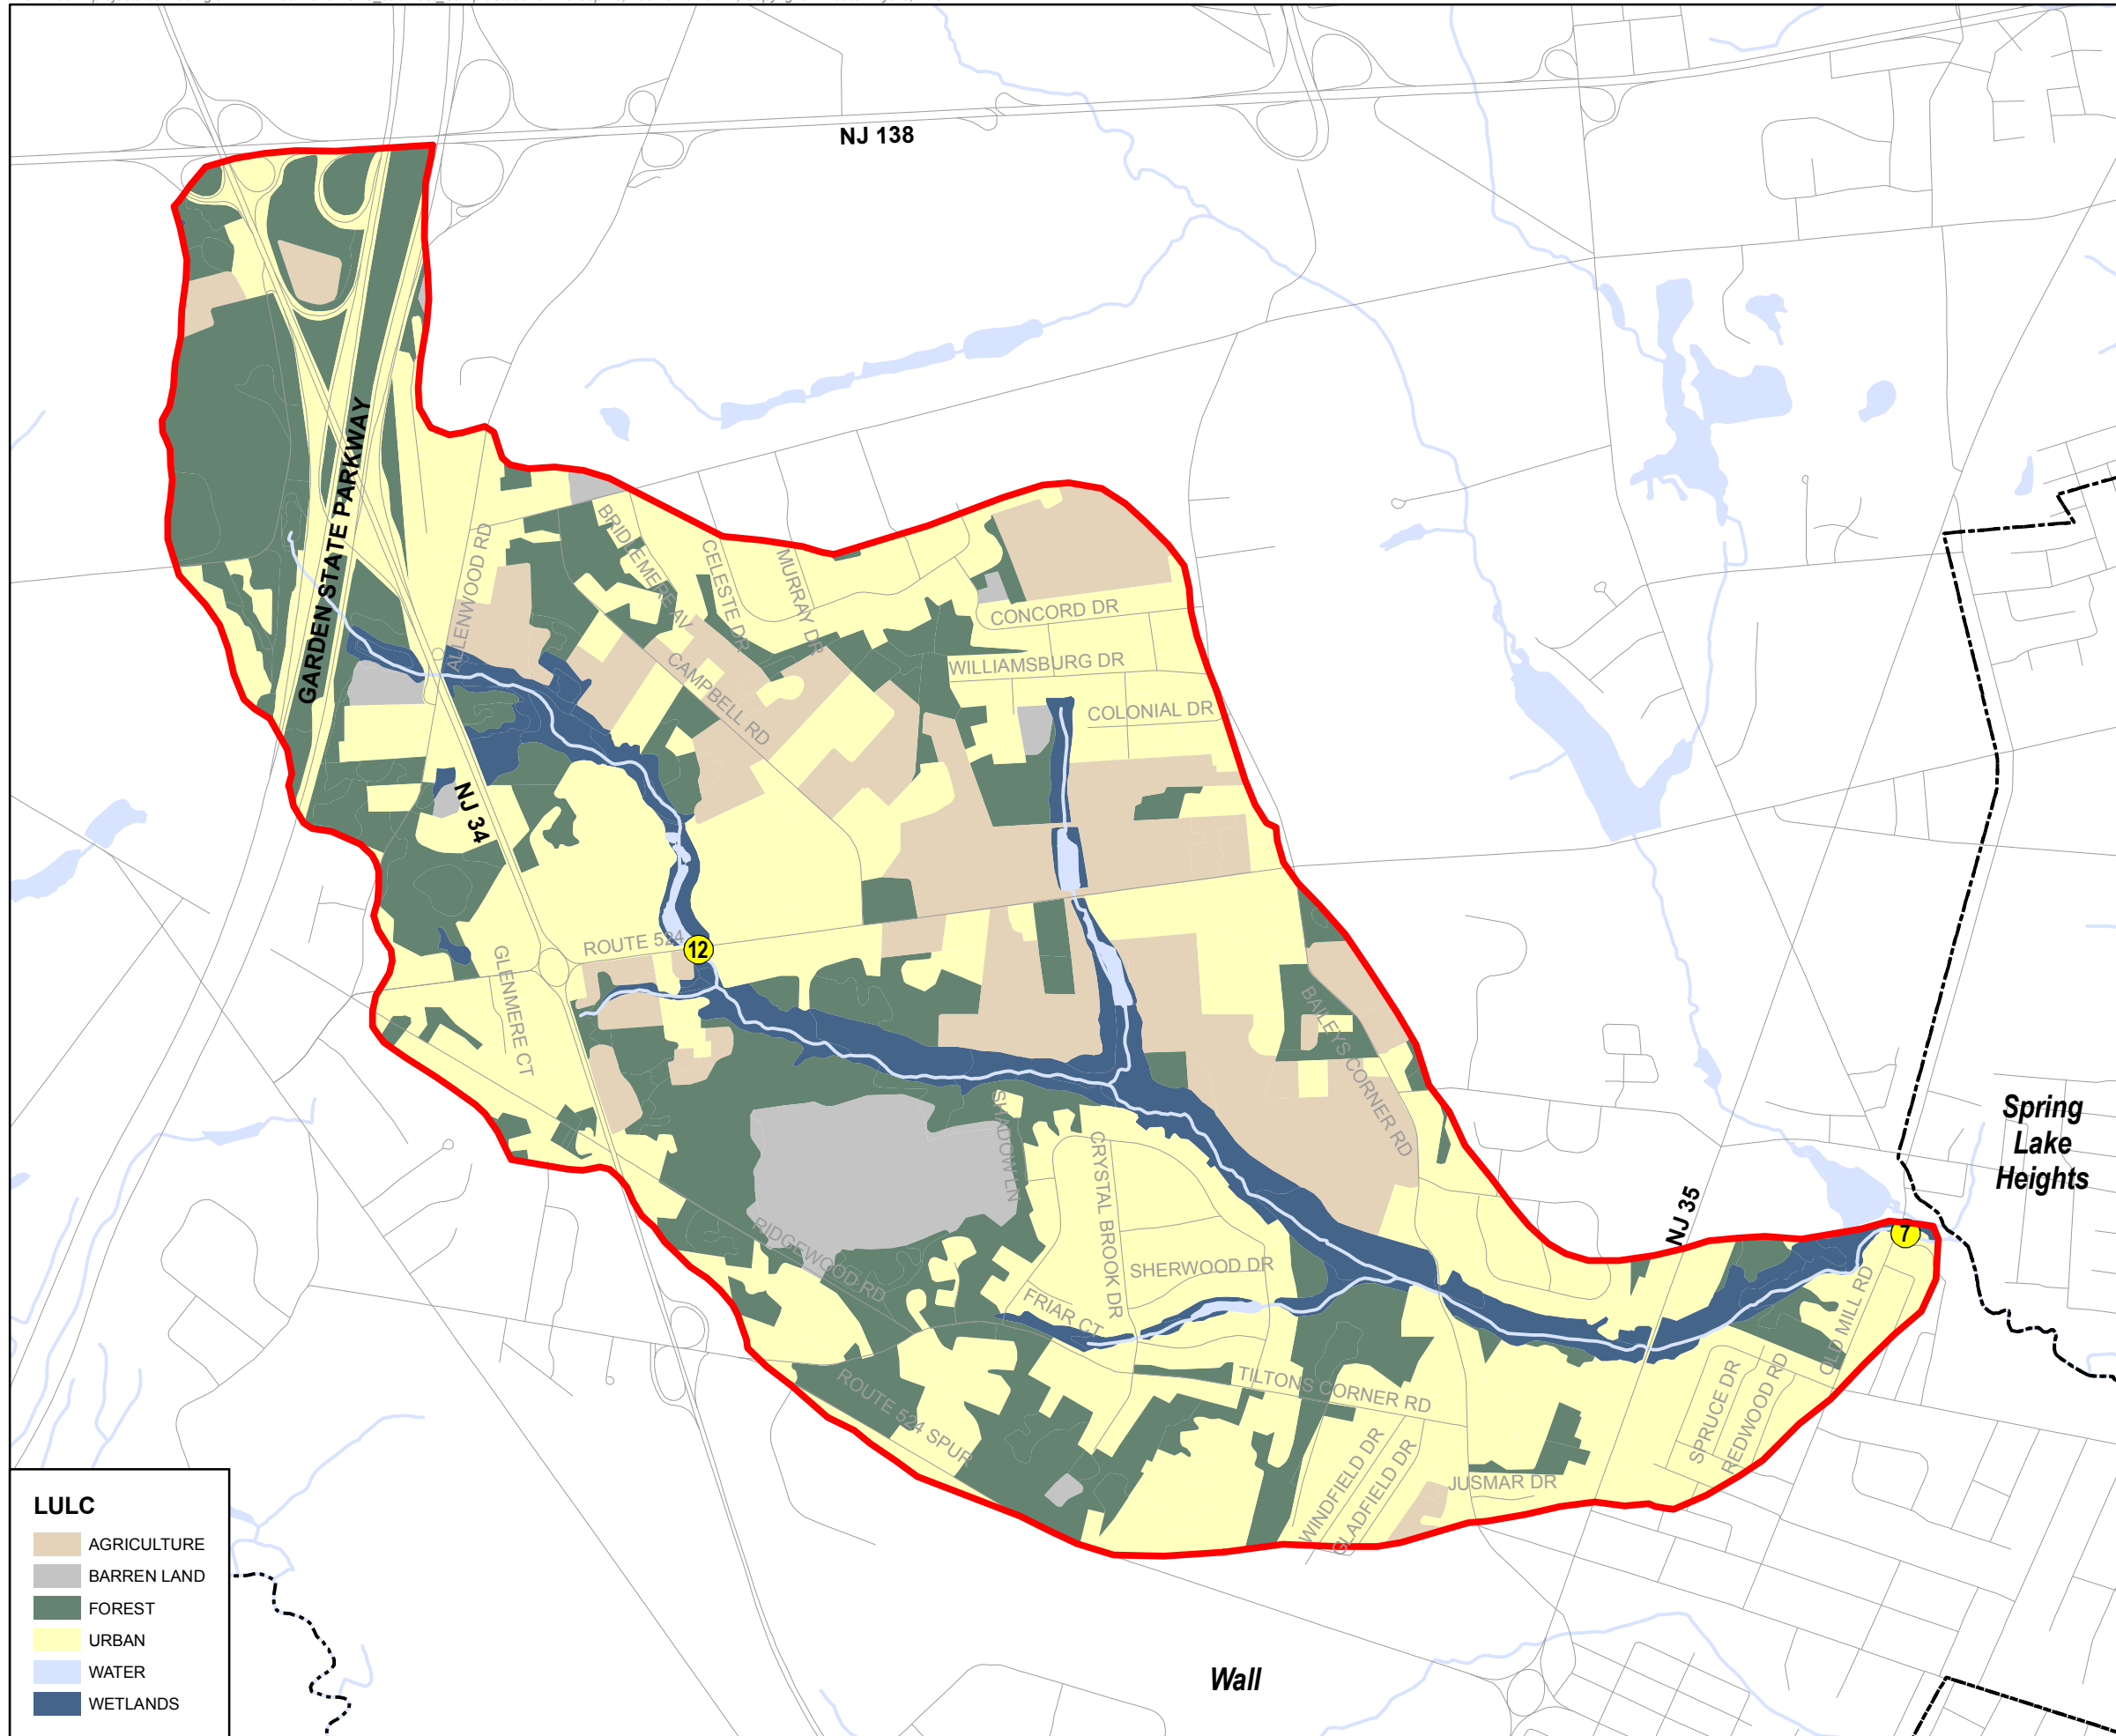 NJ 138
GARDEN STATE PARKWAY
ALLENWOOD RD
BRIDLEMERE AV
CELESTE DR
MURRAY DR
CONCORD DR
WILLIAMSBURG DR
COLONIAL DR
CAMPBELL RD
NJ 34
ROUTE 524
12
GLENMERE CT
BAILEYS CORNER RD
SHADOW LN
CRYSTAL BROOK DR
RIDGEWOOD RD
SHERWOOD DR
FRIAR CT
NJ 35
7
Spring
Lake
Heights
OLD MILL RD
SPRUCE DR
REDWOOD RD
TILTONS CORNER RD
ROUTE 524 SPUR
WINDFIELD DR
GLADFIELD DR
JUSMAR DR
Wall
LULC
AGRICULTURE
BARREN LAND
FOREST
URBAN
WATER
WETLANDS